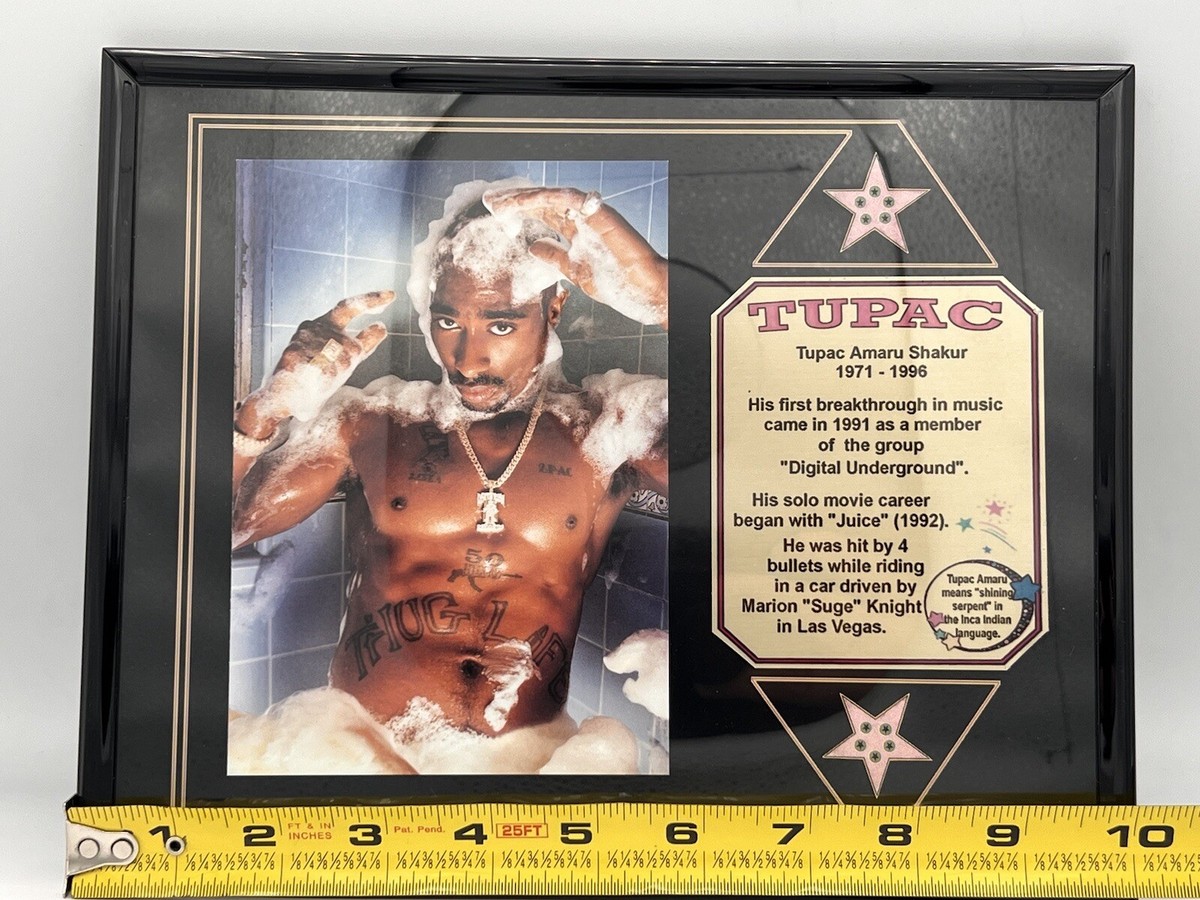 TUPAC
Tupac Amaru Shakur
1971 - 1996
His first breakthrough in music
came in 1991 as a member
of the group
"Digital Underground".
His solo movie career
began with "Juice" (1992).
He was hit by 4
bullets while riding
in a car driven by
Marion "Suge" Knight
in Las Vegas.
Tupac Amaru
means "shining
serpent" in
the Inca Indian
language.
2PAC
50
THUG LIFE
1 2 FT & IN INCHES 3 Pat. Pend. 4 25FT 5 6 7 8 9 10